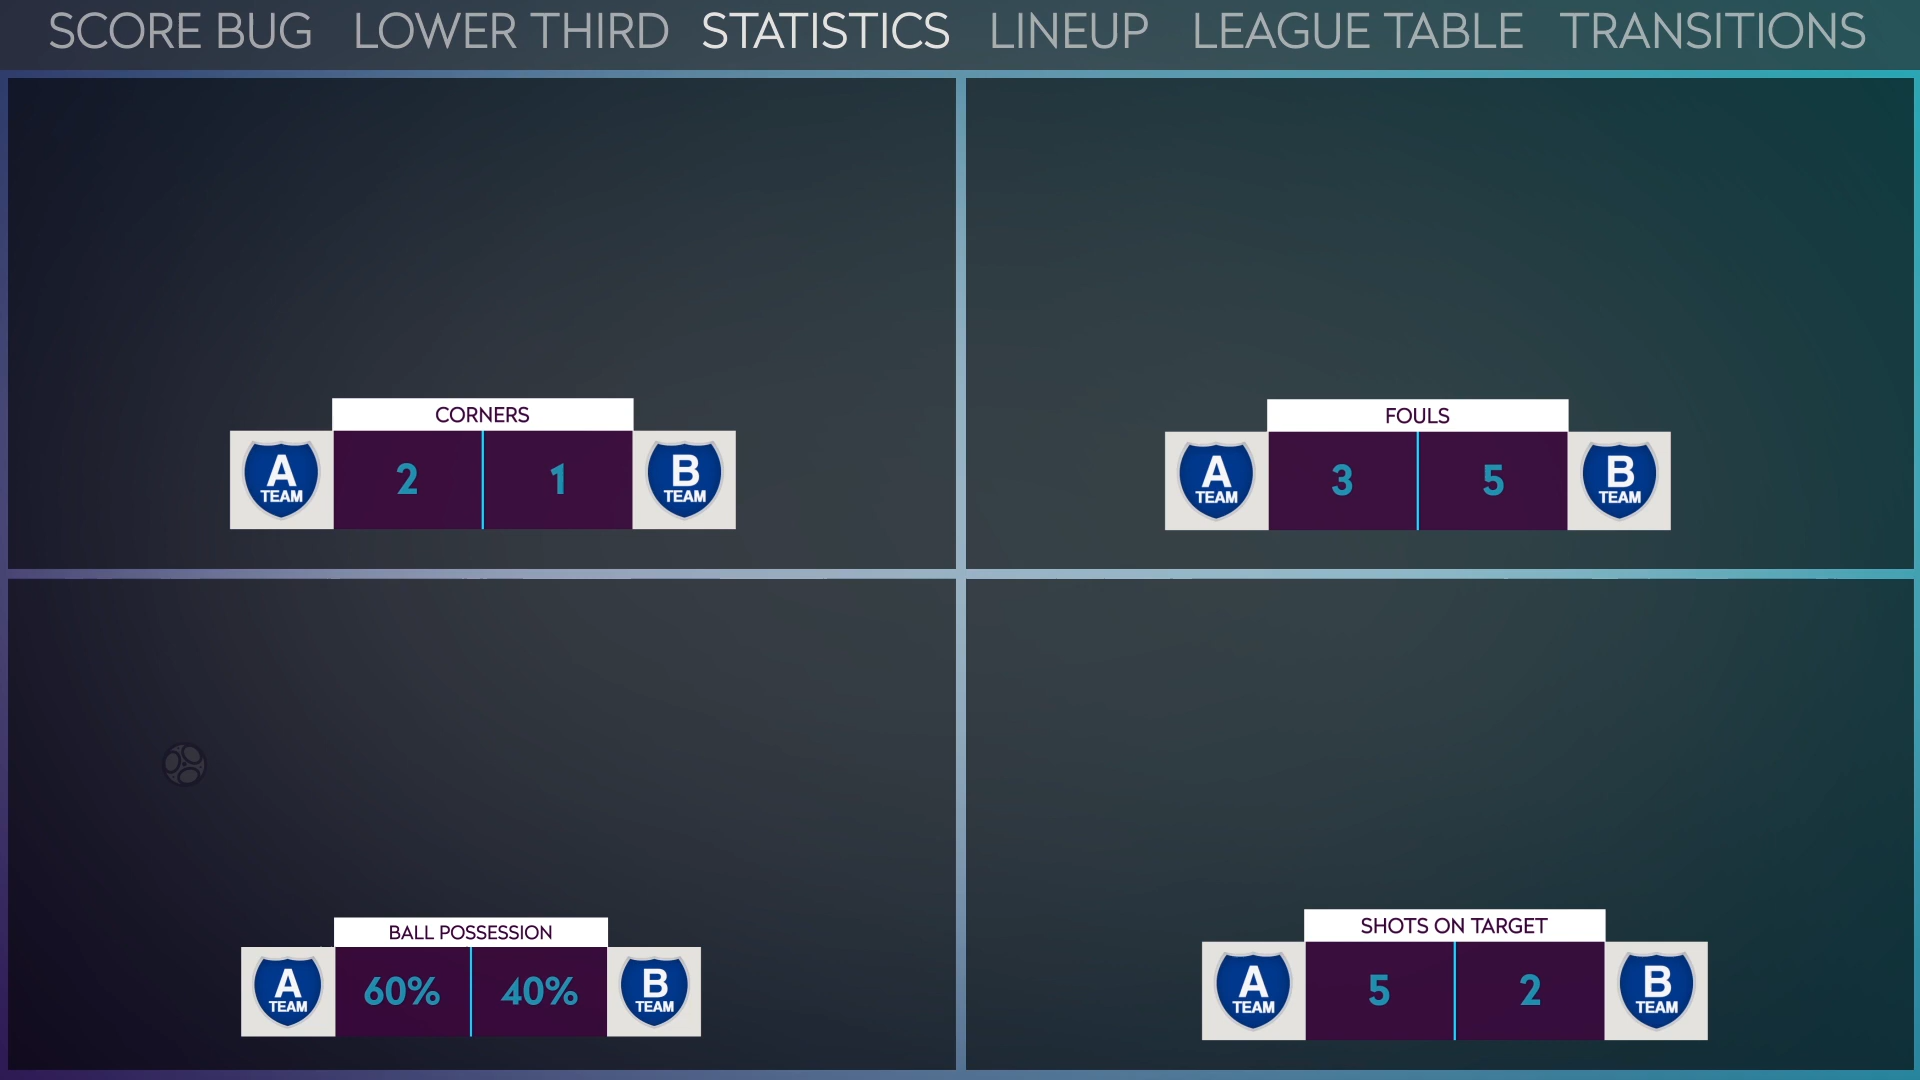 SCORE BUG LOWER THIRD STATISTICS LINEUP LEAGUE TABLE TRANSITIONS
CORNERS
A TEAM 2 1 B TEAM
FOULS
A TEAM 3 5 B TEAM
BALL POSSESSION
A TEAM 60% 40% B TEAM
SHOTS ON TARGET
A TEAM 5 2 B TEAM